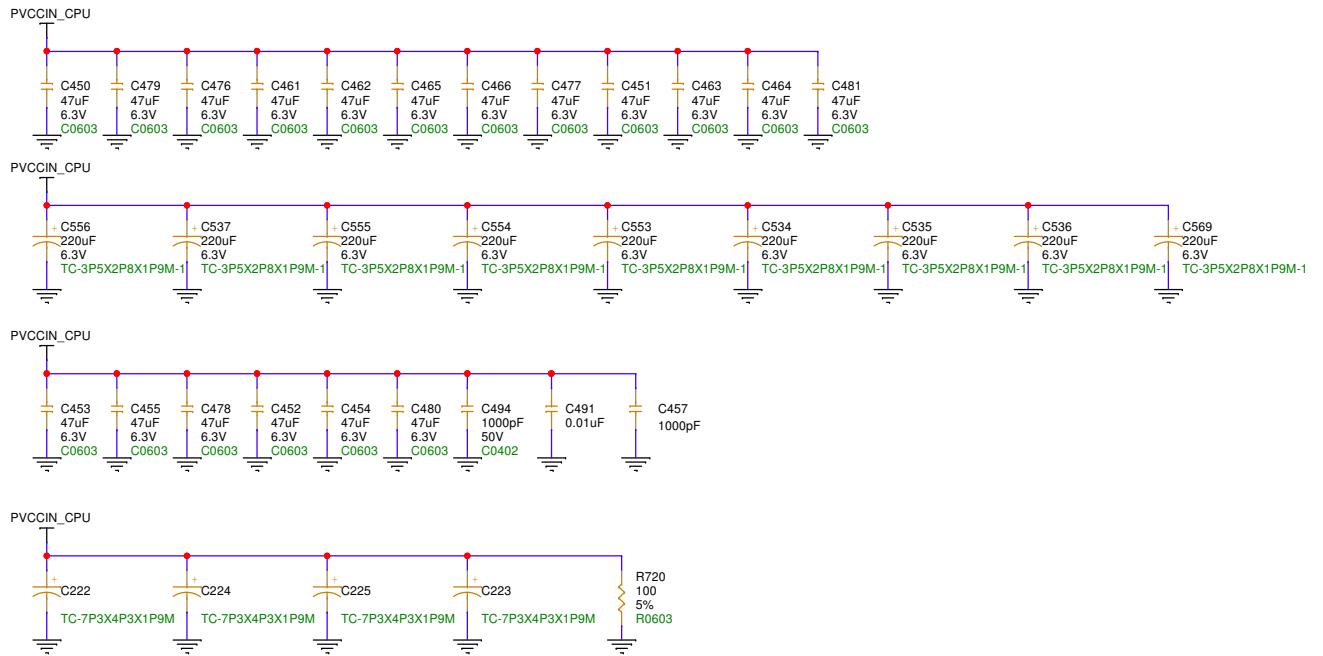 PVCCIN_CPU
C450 C479 C476 C461 C462 C465 C466 C477 C451 C463 C464 C481
47uF 47uF 47uF 47uF 47uF 47uF 47uF 47uF 47uF 47uF 47uF 47uF
6.3V 6.3V 6.3V 6.3V 6.3V 6.3V 6.3V 6.3V 6.3V 6.3V 6.3V 6.3V
C0603 C0603 C0603 C0603 C0603 C0603 C0603 C0603 C0603 C0603 C0603 C0603
PVCCIN_CPU
+ C556 + C537 + C555 + C554 + C553 + C534 + C535 + C536 + C569
220uF 220uF 220uF 220uF 220uF 220uF 220uF 220uF 220uF
6.3V 6.3V 6.3V 6.3V 6.3V 6.3V 6.3V 6.3V 6.3V
TC-3P5X2P8X1P9M-1 TC-3P5X2P8X1P9M-1 TC-3P5X2P8X1P9M-1 TC-3P5X2P8X1P9M-1 TC-3P5X2P8X1P9M-1 TC-3P5X2P8X1P9M-1 TC-3P5X2P8X1P9M-1 TC-3P5X2P8X1P9M-1 TC-3P5X2P8X1P9M-1
PVCCIN_CPU
C453 C455 C478 C452 C454 C480 C494 C491 C457
47uF 47uF 47uF 47uF 47uF 47uF 1000pF 0.01uF 1000pF
6.3V 6.3V 6.3V 6.3V 6.3V 6.3V 50V
C0603 C0603 C0603 C0603 C0603 C0603 C0402
PVCCIN_CPU
+ + + + R720
C222 C224 C225 C223 100
5%
TC-7P3X4P3X1P9M TC-7P3X4P3X1P9M TC-7P3X4P3X1P9M TC-7P3X4P3X1P9M R0603